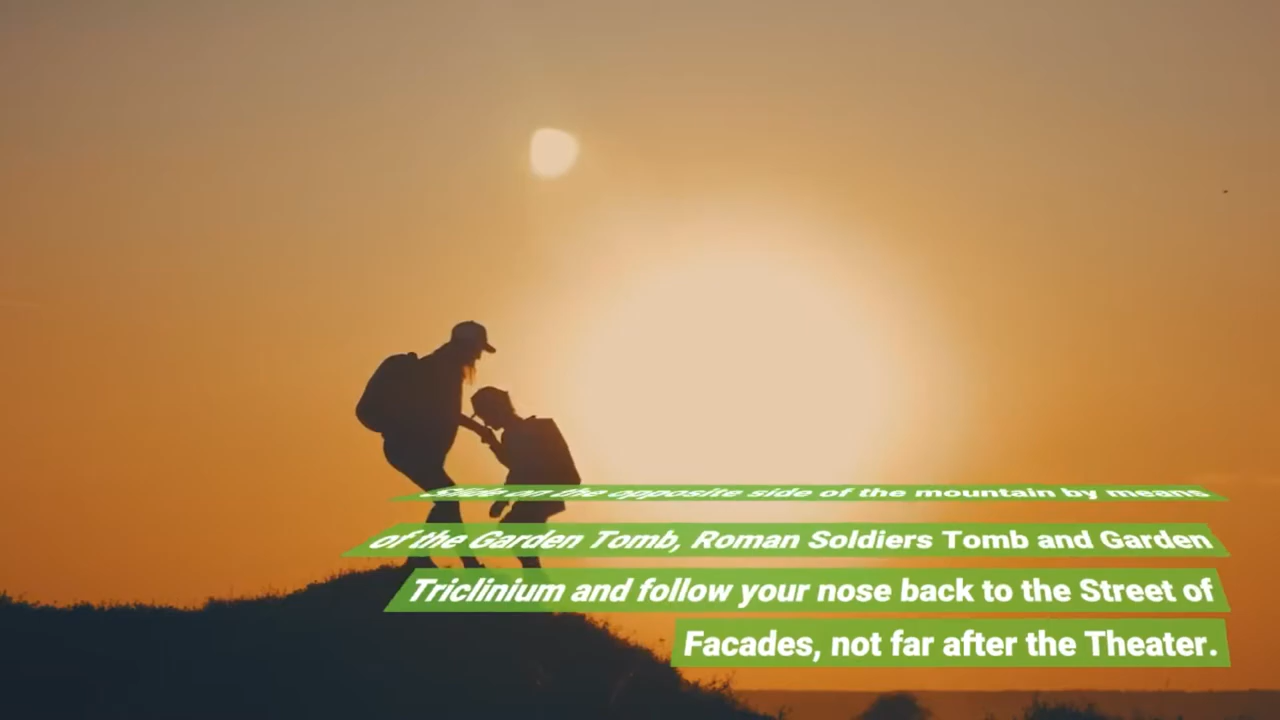 Slide on the opposite side of the mountain by means
of the Garden Tomb, Roman Soldiers Tomb and Garden
Triclinium and follow your nose back to the Street of
Facades, not far after the Theater.